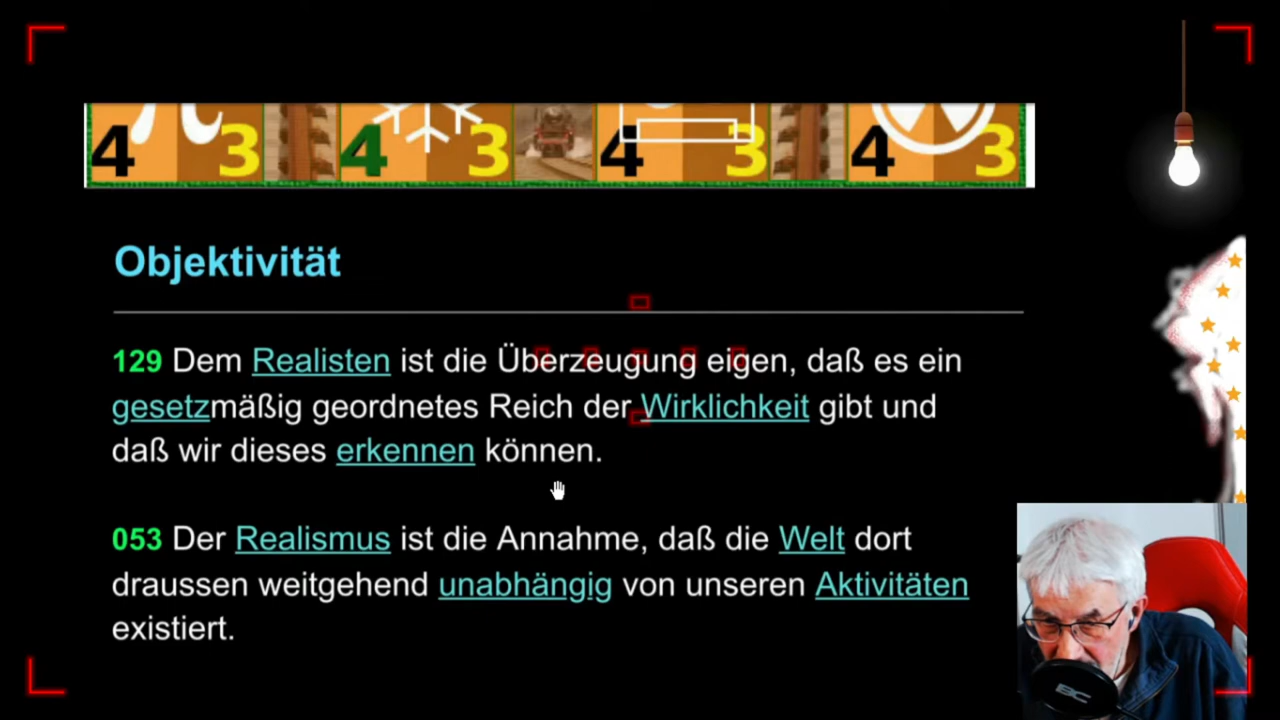 4 3 4 3 4 3 4 3
Objektivität
129 Dem Realisten ist die Überzeugung eigen, daß es ein
gesetzmäßig geordnetes Reich der Wirklichkeit gibt und
daß wir dieses erkennen können.
053 Der Realismus ist die Annahme, daß die Welt dort
draussen weitgehend unabhängig von unseren Aktivitäten
existiert.